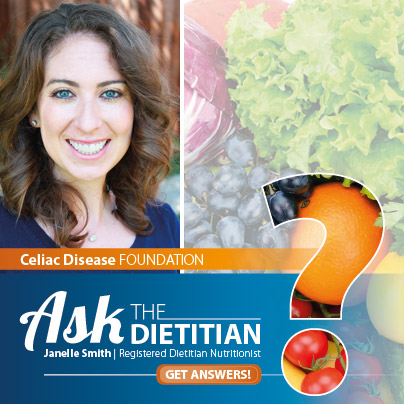 Celiac Disease FOUNDATION
Ask THE
DIETITIAN
Janelle Smith | Registered Dietitian Nutritionist
GET ANSWERS!